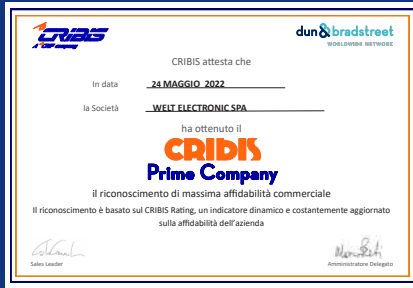 CRIBIS
A CRIF company
dun & bradstreet
WORLDWIDE NETWORK
CRIBIS attesta che
In data 24 MAGGIO 2022
la Società WELT ELECTRONIC SPA
ha ottenuto il
CRIBIS
Prime Company
il riconoscimento di massima affidabilità commerciale
Il riconoscimento è basato sul CRIBIS Rating, un indicatore dinamico e costantemente aggiornato
sulla affidabilità dell'azienda
Sales Leader
Amministratore Delegato